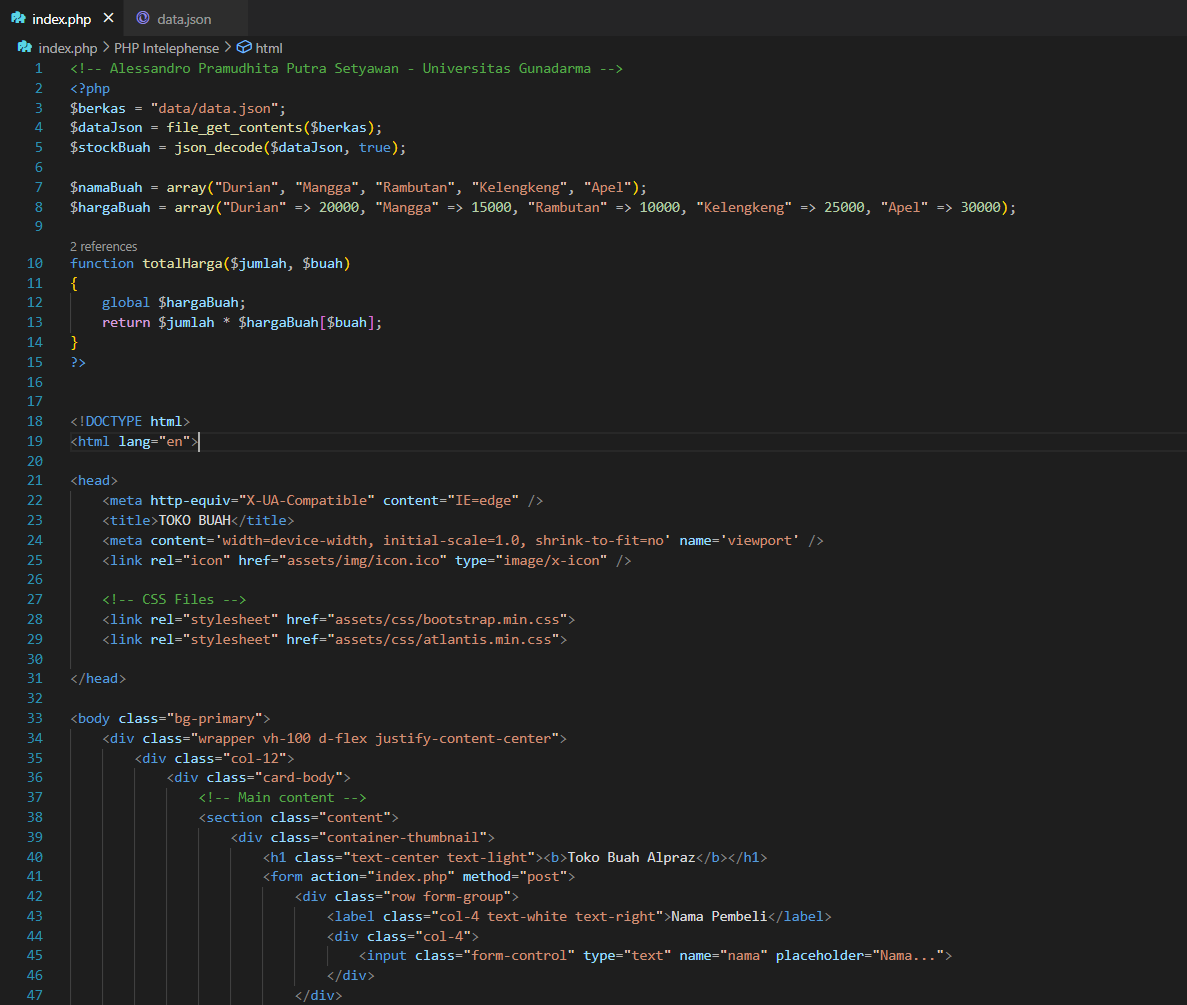 index.php
data.json
index.php > PHP Intelephense > html
1 <!-- Alessandro Pramudhita Putra Setyawan - Universitas Gunadarma -->
2 <?php
3 $berkas = "data/data.json";
4 $dataJson = file_get_contents($berkas);
5 $stockBuah = json_decode($dataJson, true);
6
7 $namaBuah = array("Durian", "Mangga", "Rambutan", "Kelengkeng", "Apel");
8 $hargaBuah = array("Durian" => 20000, "Mangga" => 15000, "Rambutan" => 10000, "Kelengkeng" => 25000, "Apel" => 30000);
9
2 references
10 function totalHarga($jumlah, $buah)
11 {
12     global $hargaBuah;
13     return $jumlah * $hargaBuah[$buah];
14 }
15 ?>
16
17
18 <!DOCTYPE html>
19 <html lang="en">
20
21 <head>
22     <meta http-equiv="X-UA-Compatible" content="IE=edge" />
23     <title>TOKO BUAH</title>
24     <meta content='width=device-width, initial-scale=1.0, shrink-to-fit=no' name='viewport' />
25     <link rel="icon" href="assets/img/icon.ico" type="image/x-icon" />
26
27     <!-- CSS Files -->
28     <link rel="stylesheet" href="assets/css/bootstrap.min.css">
29     <link rel="stylesheet" href="assets/css/atlantis.min.css">
30
31 </head>
32
33 <body class="bg-primary">
34     <div class="wrapper vh-100 d-flex justify-content-center">
35         <div class="col-12">
36             <div class="card-body">
37                 <!-- Main content -->
38                 <section class="content">
39                     <div class="container-thumbnail">
40                         <h1 class="text-center text-light"><b>Toko Buah Alpraz</b></h1>
41                         <form action="index.php" method="post">
42                             <div class="row form-group">
43                                 <label class="col-4 text-white text-right">Nama Pembeli</label>
44                                 <div class="col-4">
45                                     <input class="form-control" type="text" name="nama" placeholder="Nama...">
46                                 </div>
47                             </div>